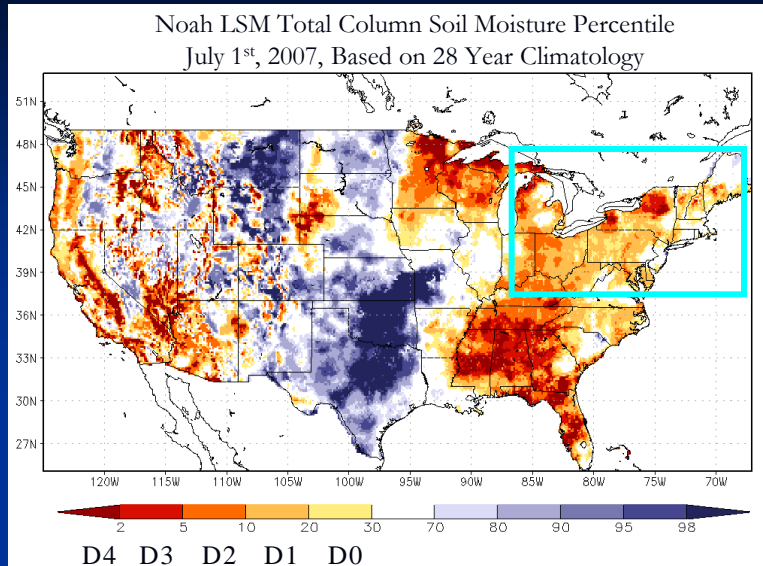 Noah LSM Total Column Soil Moisture Percentile
July 1st, 2007, Based on 28 Year Climatology
51N
48N
45N
42N
39N
36N
33N
30N
27N
120W 115W 110W 105W 100W 95W 90W 85W 80W 75W 70W
2 5 10 20 30 70 80 90 95 98
D4 D3 D2 D1 D0